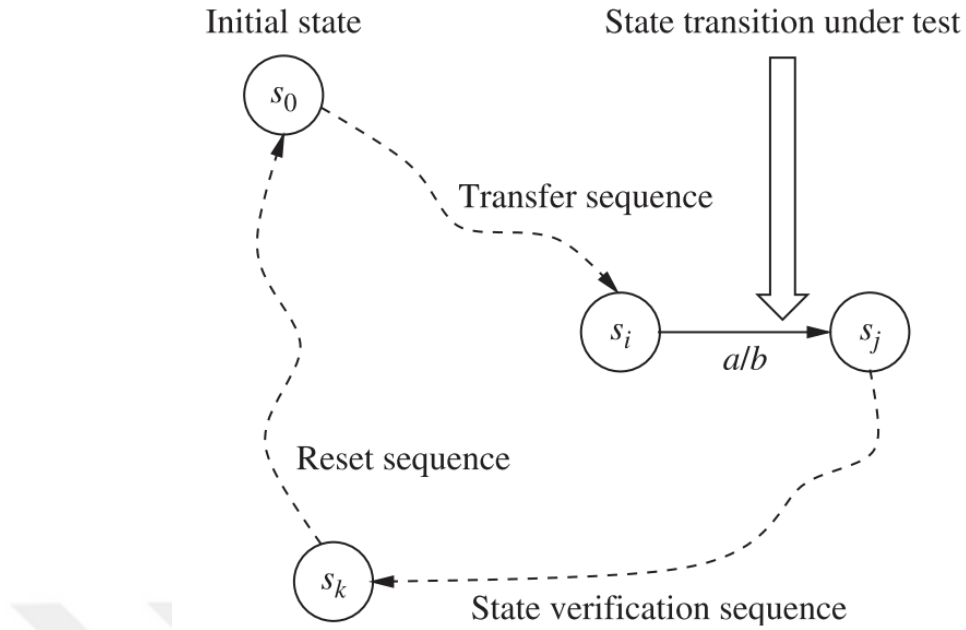 Initial state
State transition under test
s0
Transfer sequence
si
a/b
sj
Reset sequence
sk
State verification sequence